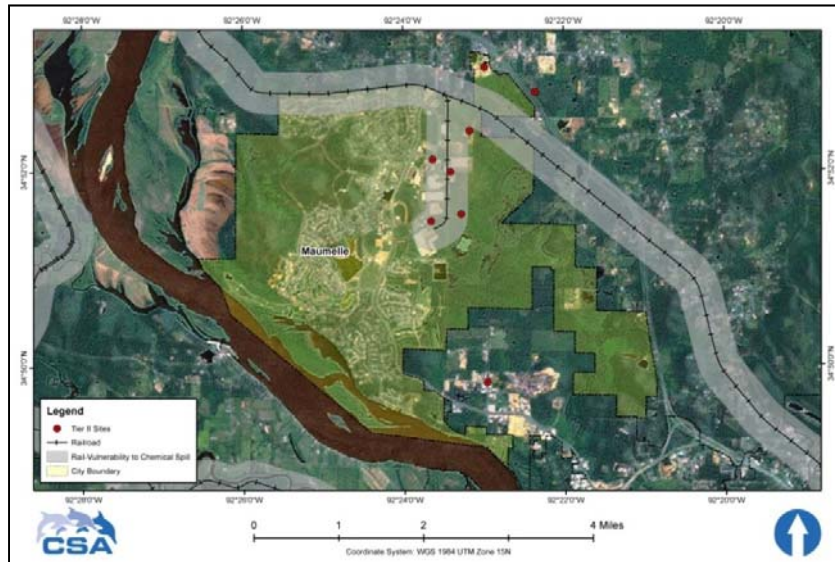 92°28'0"W 92°26'0"W 92°24'0"W 92°22'0"W 92°20'0"W
34°52'0"N 34°52'0"N
Maumelle
34°50'0"N 34°50'0"N
Legend
Tier II Sites
Railroad
Rail-Vulnerability to Chemical Spill
City Boundary
92°28'0"W 92°26'0"W 92°24'0"W 92°22'0"W 92°20'0"W
CSA
0 1 2 4 Miles
Coordinate System: WGS 1984 UTM Zone 15N